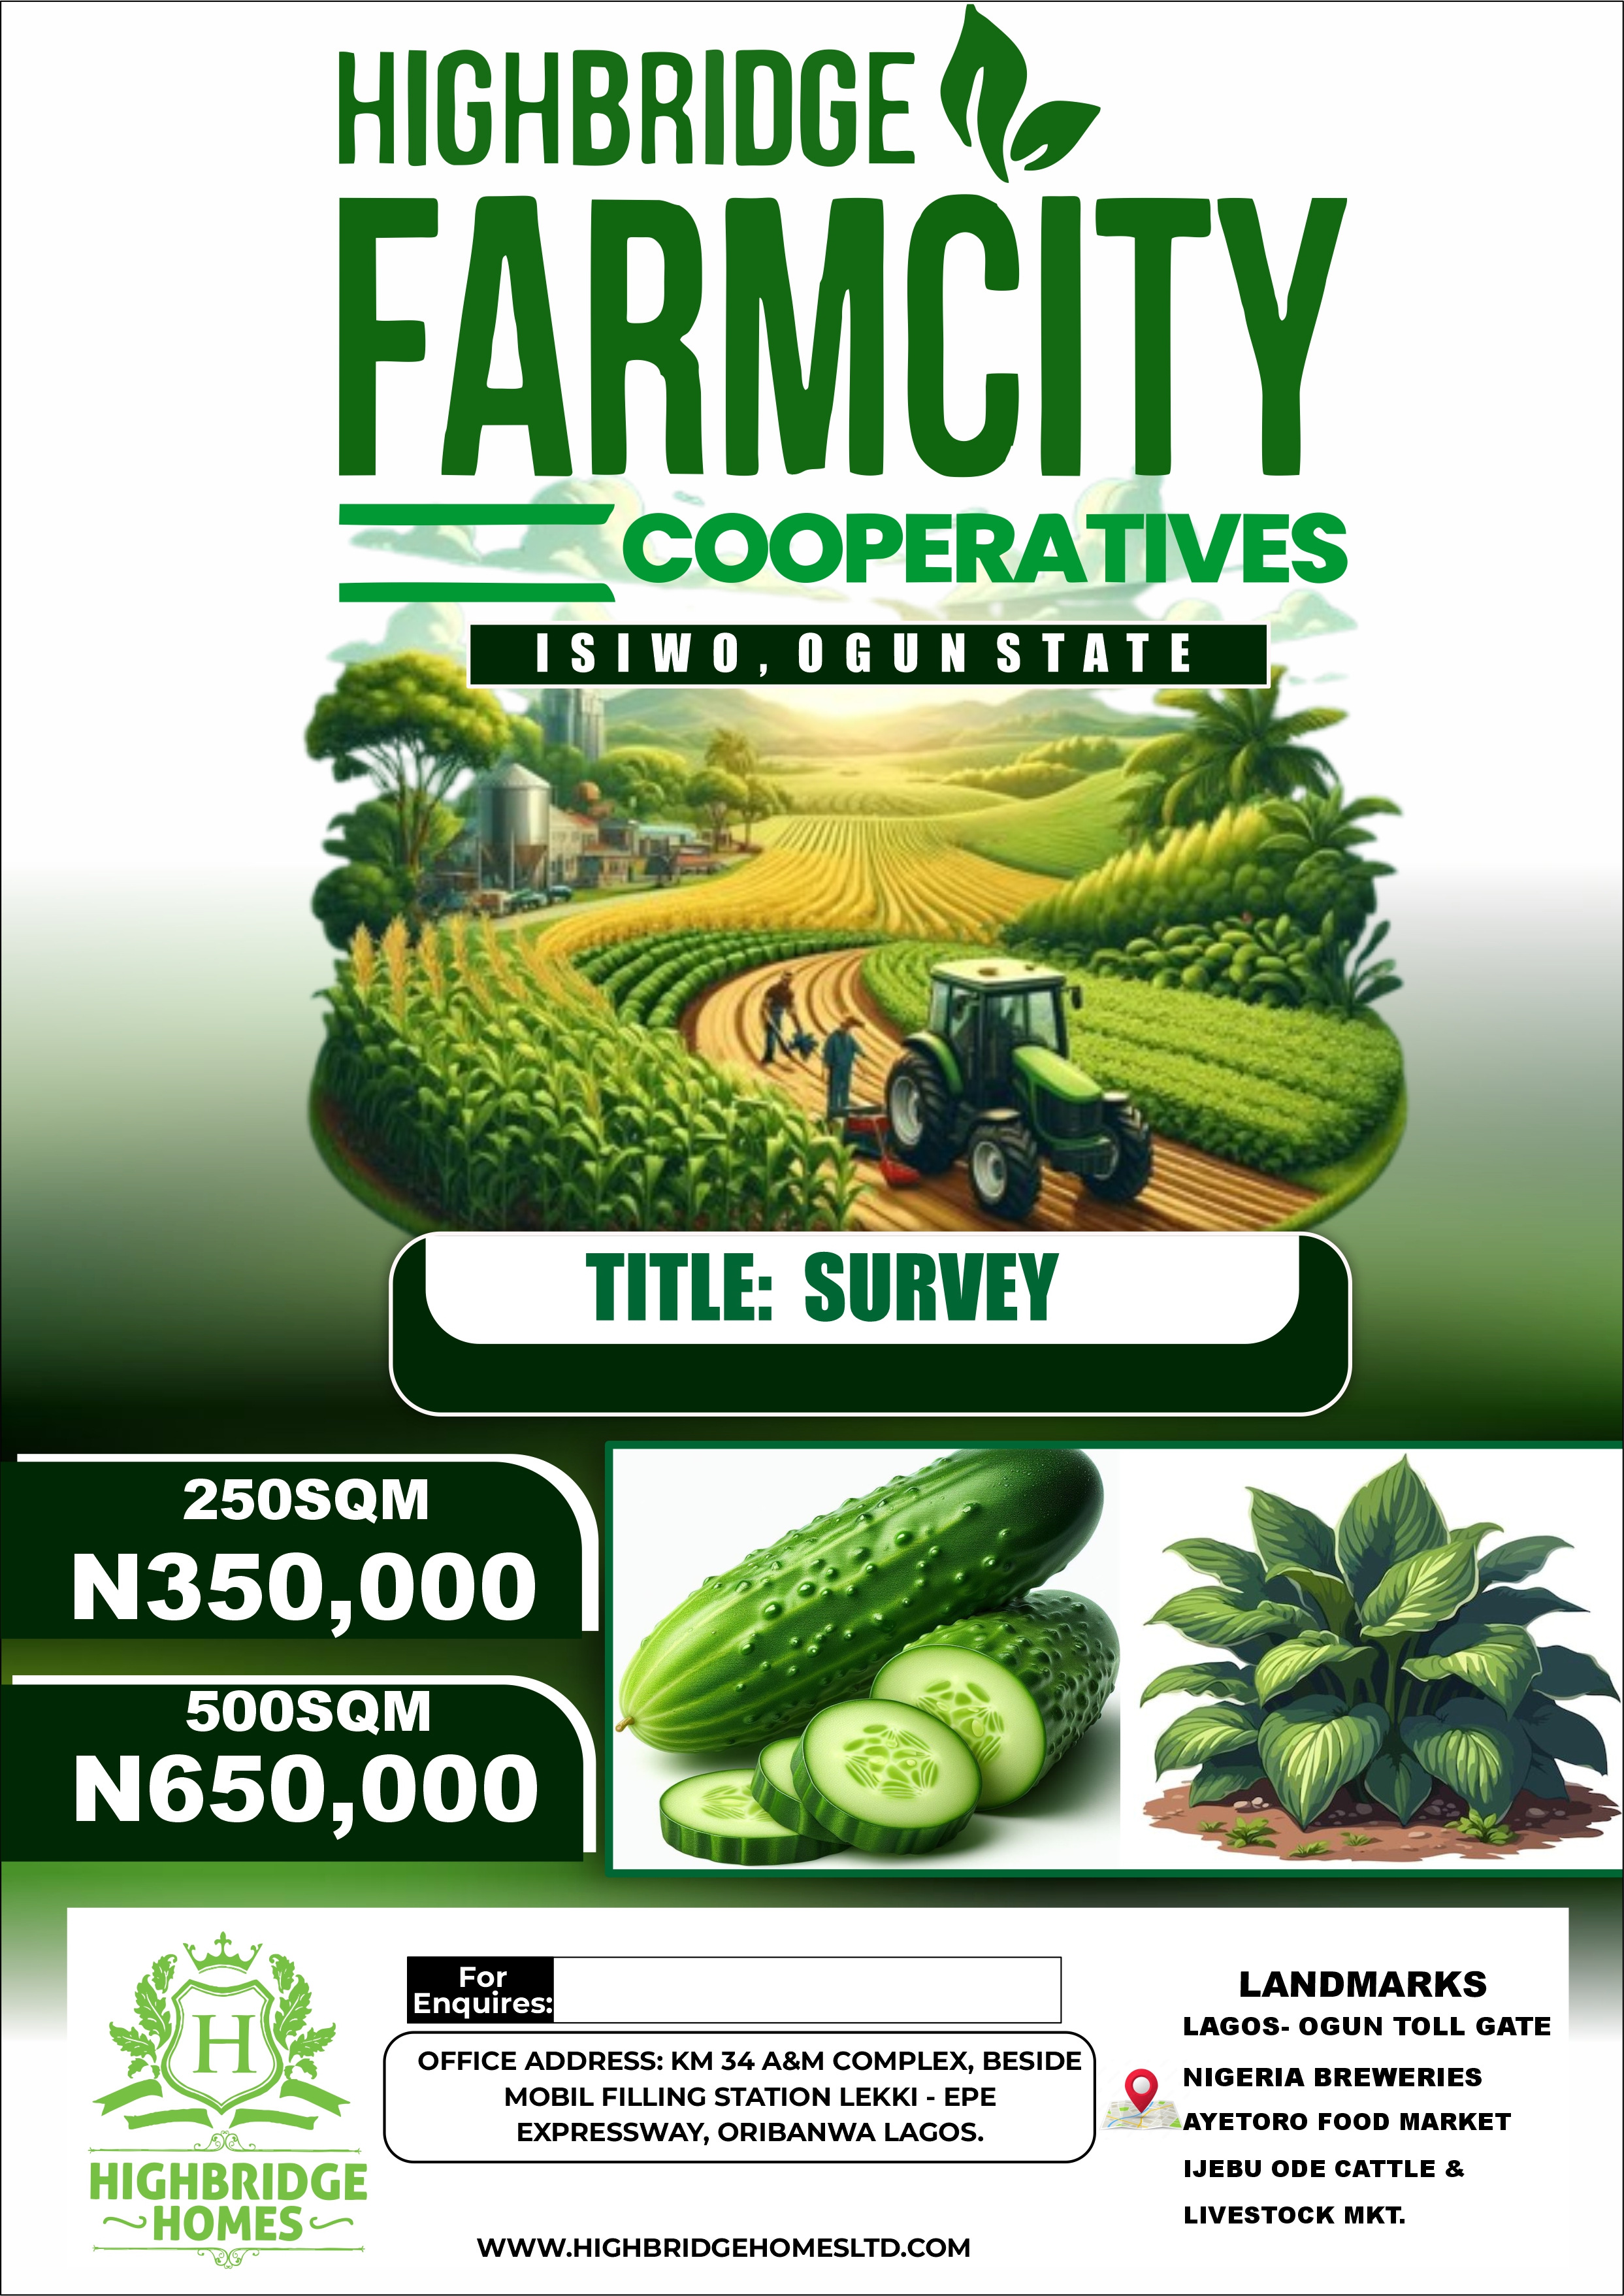 HIGHBRIDGE
FARMCITY
COOPERATIVES
ISIWO, OGUN STATE
TITLE: SURVEY
250SQM
N350,000
500SQM
N650,000
H
HIGHBRIDGE
HOMES
For
Enquires:
OFFICE ADDRESS: KM 34 A&M COMPLEX, BESIDE
MOBIL FILLING STATION LEKKI - EPE
EXPRESSWAY, ORIBANWA LAGOS.
WWW.HIGHBRIDGEHOMESLTD.COM
LANDMARKS
LAGOS- OGUN TOLL GATE
NIGERIA BREWERIES
AYETORO FOOD MARKET
IJEBU ODE CATTLE &
LIVESTOCK MKT.